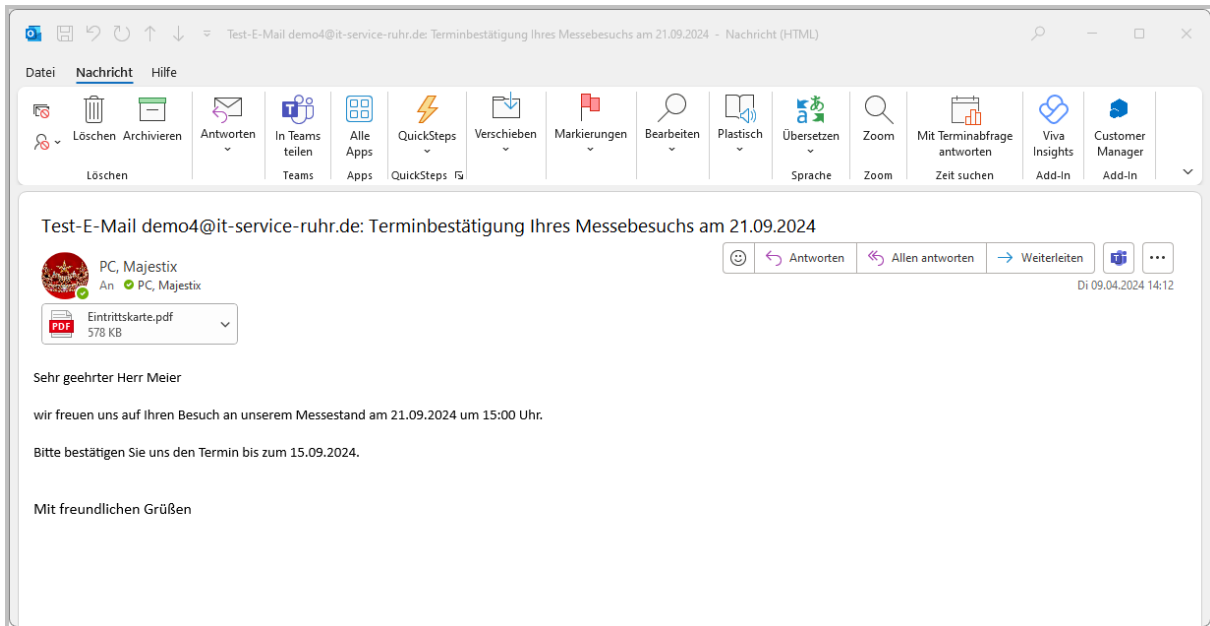 Test-E-Mail demo4@it-service-ruhr.de: Terminbestätigung Ihres Messebesuchs am 21.09.2024 - Nachricht (HTML)
Datei Nachricht Hilfe
Löschen Archivieren Antworten In Teams teilen Alle Apps QuickSteps Verschieben Markierungen Bearbeiten Plastisch Übersetzen Zoom Mit Terminabfrage antworten Viva Insights Customer Manager
Löschen Teams Apps QuickSteps Sprache Zoom Zeit suchen Add-In Add-In
Test-E-Mail demo4@it-service-ruhr.de: Terminbestätigung Ihres Messebesuchs am 21.09.2024
PC, Majestix
An PC, Majestix
Antworten Allen antworten Weiterleiten
Di 09.04.2024 14:12
PDF
Eintrittskarte.pdf
578 KB
Sehr geehrter Herr Meier
wir freuen uns auf Ihren Besuch an unserem Messestand am 21.09.2024 um 15:00 Uhr.
Bitte bestätigen Sie uns den Termin bis zum 15.09.2024.
Mit freundlichen Grüßen